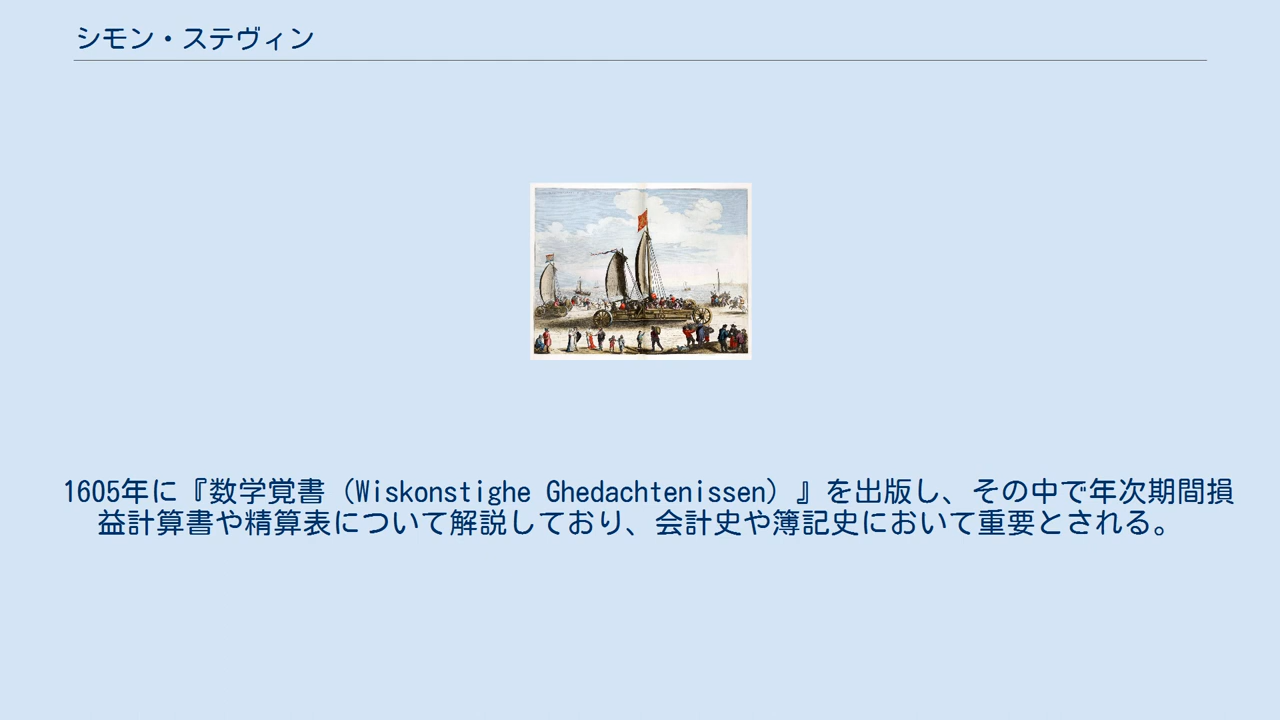 シモン・ステヴィン
1605年に『数学覚書（Wiskonstighe Ghedachtenissen）』を出版し、その中で年次期間損
益計算書や精算表について解説しており、会計史や簿記史において重要とされる。